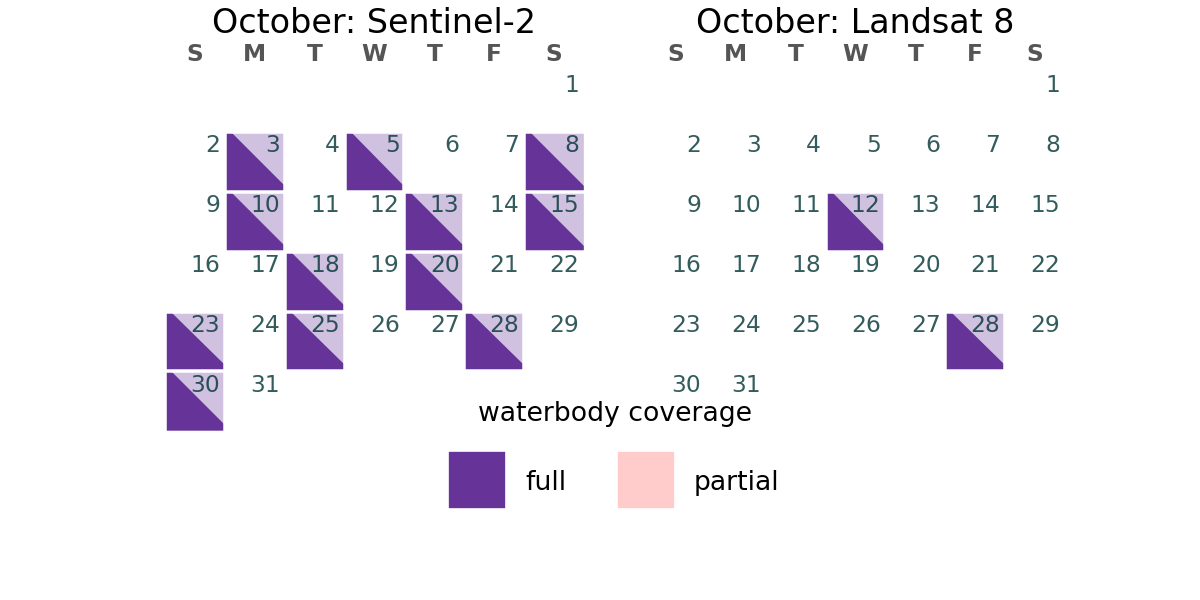 October: Sentinel-2
S M T W T F S
1
2 3 4 5 6 7 8
9 10 11 12 13 14 15
16 17 18 19 20 21 22
23 24 25 26 27 28 29
30 31
October: Landsat 8
S M T W T F S
1
2 3 4 5 6 7 8
9 10 11 12 13 14 15
16 17 18 19 20 21 22
23 24 25 26 27 28 29
30 31
waterbody coverage
full partial